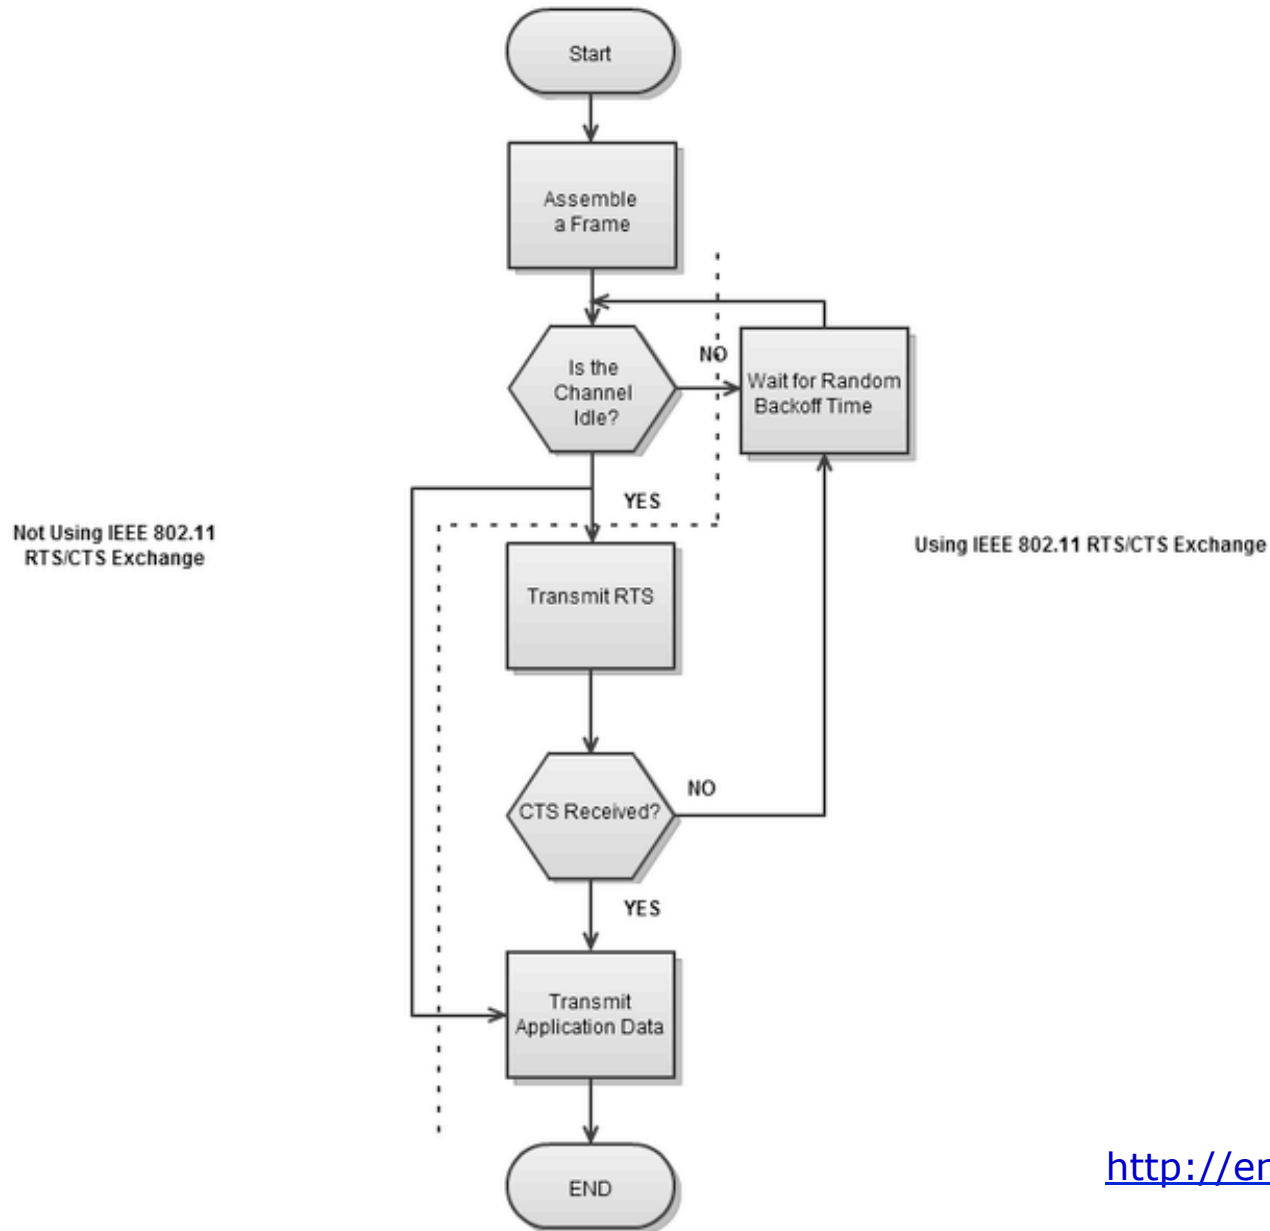 Start
Assemble
a Frame
Is the
Channel
Idle?
NO
Wait for Random
Backoff Time
YES
Not Using IEEE 802.11
RTS/CTS Exchange
Using IEEE 802.11 RTS/CTS Exchange
Transmit RTS
CTS Received?
NO
YES
Transmit
Application Data
END
http://en